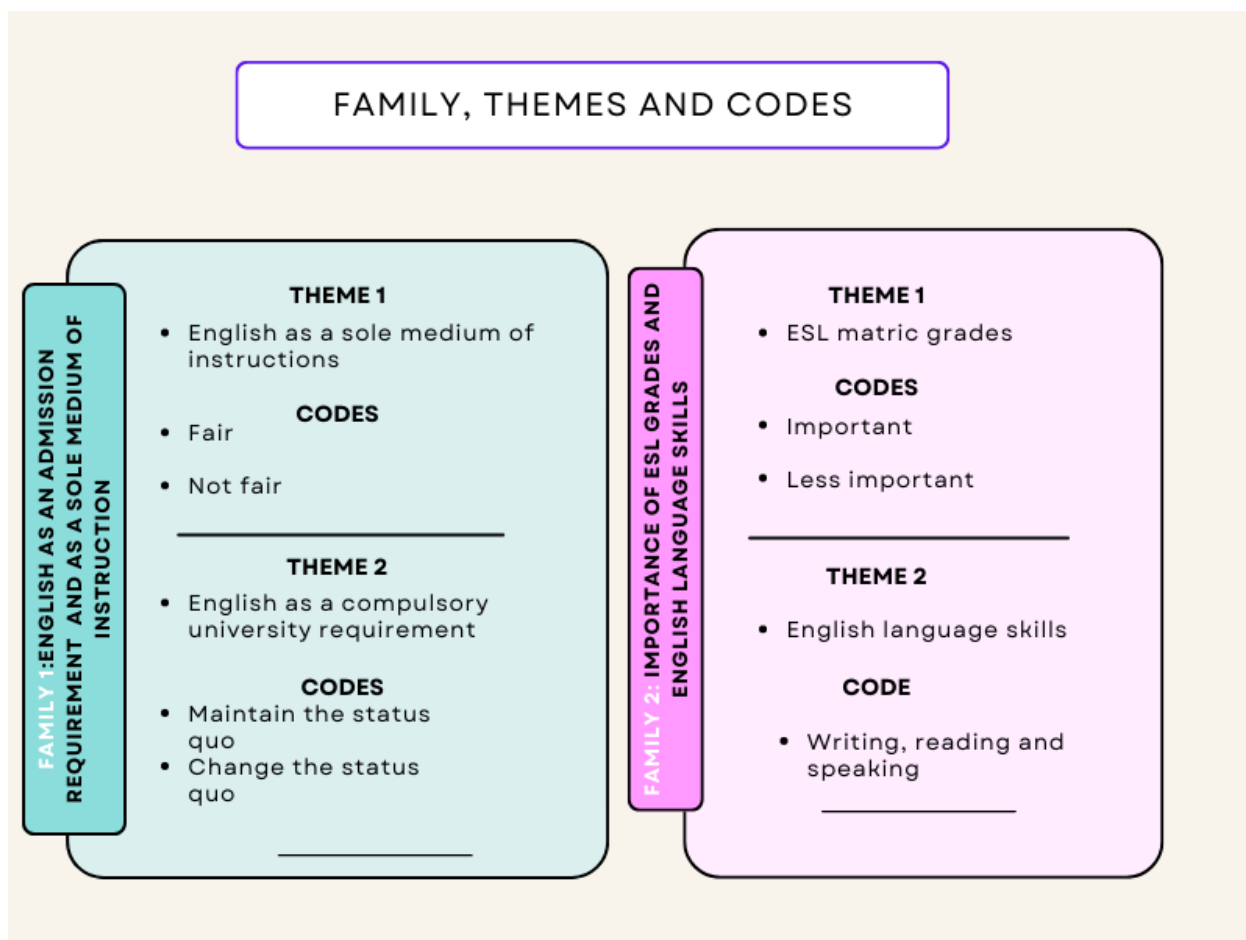 FAMILY, THEMES AND CODES
FAMILY 1:ENGLISH AS AN ADMISSION
REQUIREMENT AND AS A SOLE MEDIUM OF
INSTRUCTION
THEME 1
English as a sole medium of
instructions
CODES
Fair
Not fair
THEME 2
English as a compulsory
university requirement
CODES
Maintain the status
quo
Change the status
quo
FAMILY 2: IMPORTANCE OF ESL GRADES AND
ENGLISH LANGUAGE SKILLS
THEME 1
ESL matric grades
CODES
Important
Less important
THEME 2
English language skills
CODE
Writing, reading and
speaking